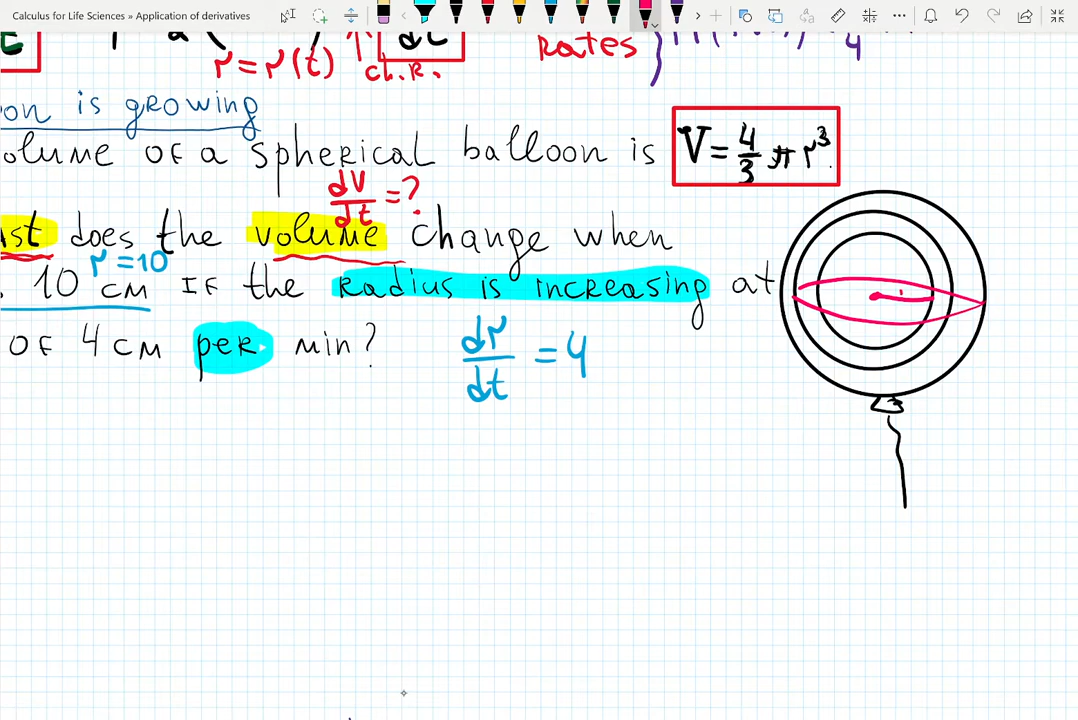 Calculus for Life Sciences » Application of derivatives
r = r(t) ch.R. rates
on is growing
olume of a spherical balloon is V = 4/3 π r³
dV/dt = ?
st does the volume change when
r = 10
10 cm if the radius is increasing at
of 4 cm per min?
dr/dt = 4